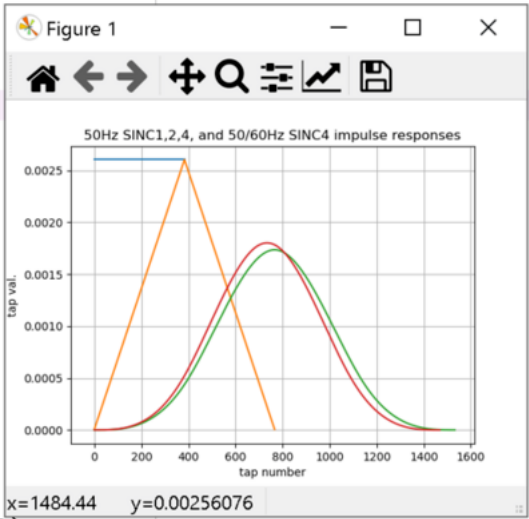 Figure 1
50Hz SINC1,2,4, and 50/60Hz SINC4 impulse responses
0.0025
0.0020
0.0015
0.0010
0.0005
0.0000
tap val.
0 200 400 600 800 1000 1200 1400 1600
tap number
x=1484.44 y=0.00256076